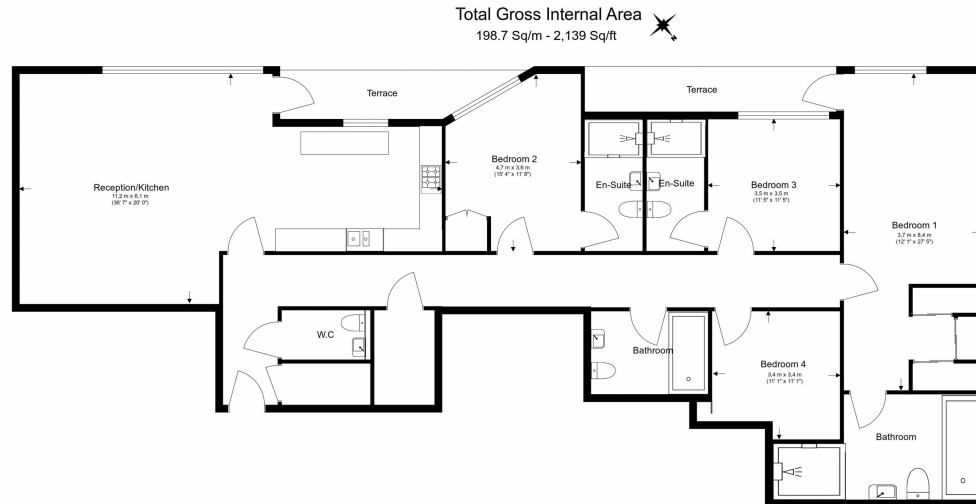 Total Gross Internal Area
198.7 Sq/m - 2,139 Sq/ft
Terrace
Terrace
Reception/Kitchen
11,2 m x 6,1 m
(36' 7" x 20' 0")
Bedroom 2
4,7 m x 3,6 m
(15' 4" x 11' 8")
En-Suite
En-Suite
Bedroom 3
3,5 m x 3,5 m
(11' 5" x 11' 5")
Bedroom 1
3,7 m x 8,4 m
(12' 1" x 27' 5")
W.C
Bathroom
Bedroom 4
3,4 m x 3,4 m
(11' 1" x 11' 1")
Bathroom